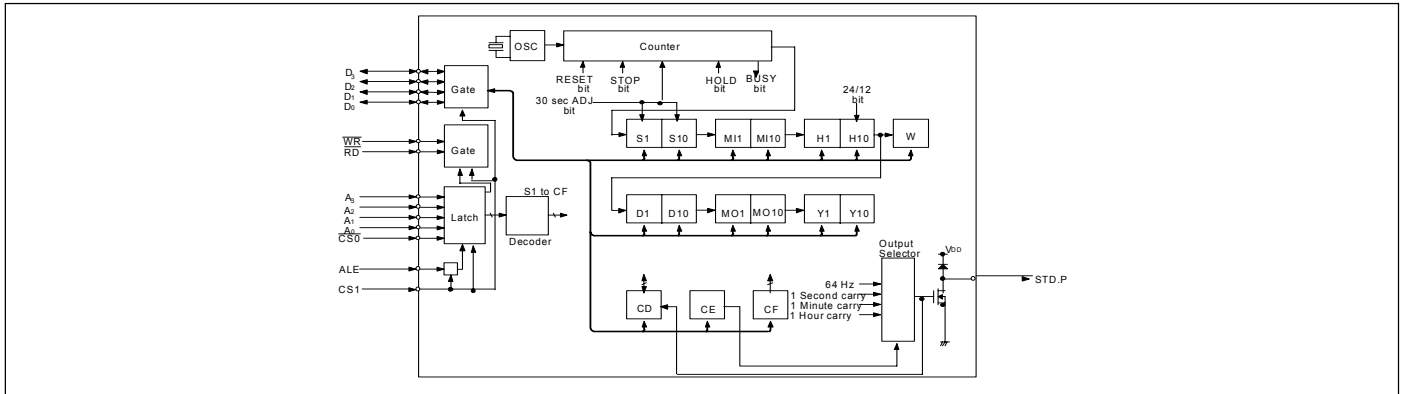 OSC
Counter
RESET
bit
STOP
bit
HOLD
bit
BUSY
bit
30 sec ADJ
bit
24/12
bit
D3
D2
D1
D0
Gate
S1 S10 MI1 MI10 H1 H10 W
WR
RD
Gate
A3
A2
A1
A0
CS0
Latch
S1 to CF
Decoder
D1 D10 MO1 MO10 Y1 Y10
ALE
CS1
Output
Selector
VDD
STD.P
64 Hz
1 Second carry
1 Minute carry
1 Hour carry
CD CE CF